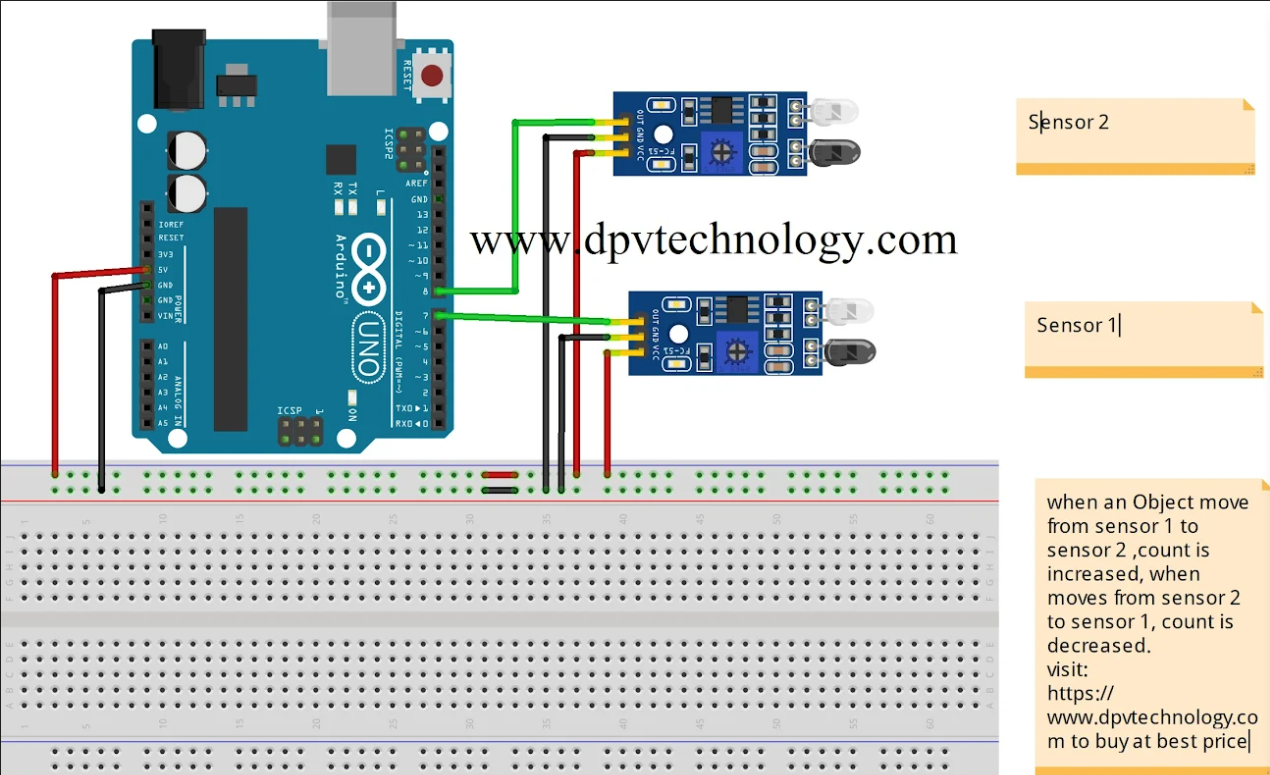 RESET
ICSP2
AREF
GND
13
12
~11
~10
~9
8
7
~6
~5
4
~3
2
TXO▶1
RXO◀0
DIGITAL (PWM=~)
IOREF
RESET
3V3
5V
GND
GND
VIN
POWER
A0
A1
A2
A3
A4
A5
ANALOG IN
RX
TX
L
Arduino™
UNO
ON
ICSP
1
OUT GND VCC
FC-51
Sensor 2
www.dpvtechnology.com
OUT GND VCC
FC-51
Sensor 1
when an Object move
from sensor 1 to
sensor 2 ,count is
increased, when
moves from sensor 2
to sensor 1, count is
decreased.
visit:
https://
www.dpvtechnology.co
m to buy at best price
1 5 10 15 20 25 30 35 40 45 50 55 60
J J
I I
H H
G G
F F
E E
D D
C C
B B
A A
1 5 10 15 20 25 30 35 40 45 50 55 60